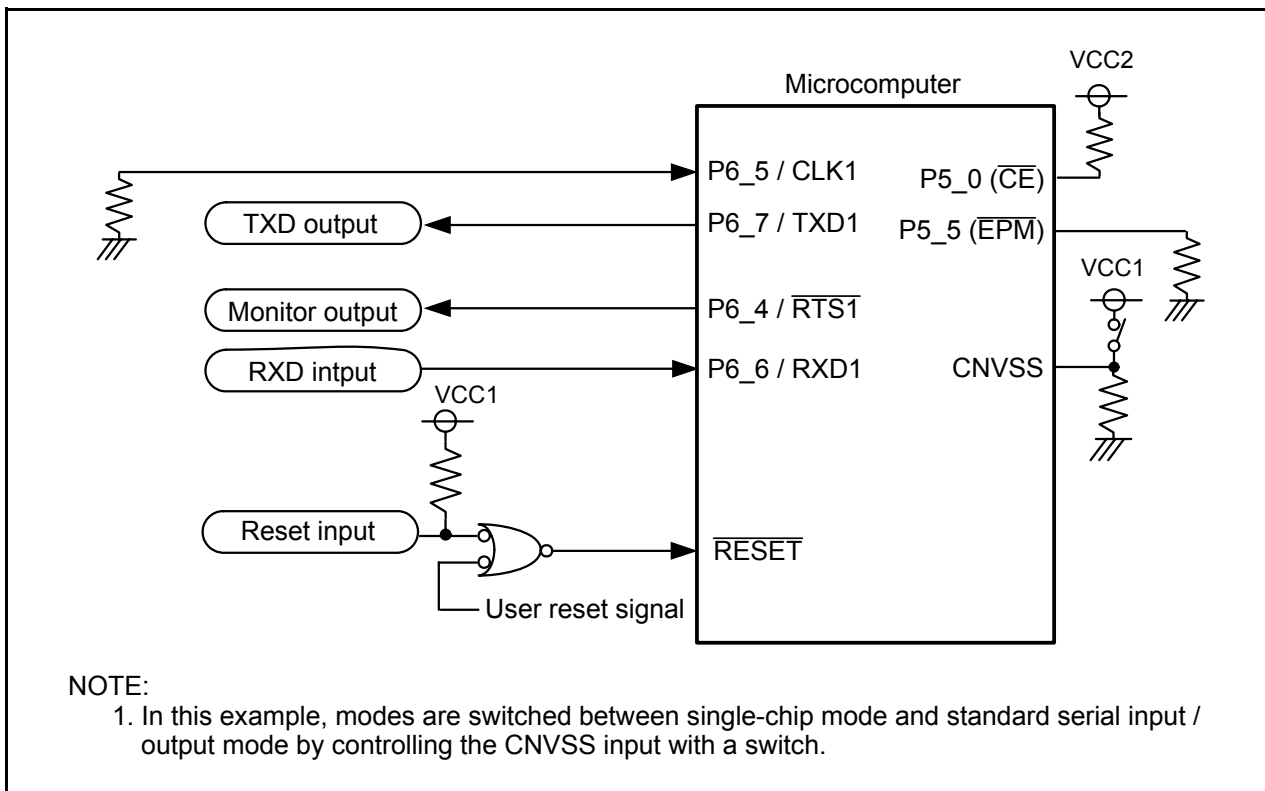 VCC2
Microcomputer
P6_5 / CLK1
P5_0 (CE)
TXD output
P6_7 / TXD1
P5_5 (EPM)
VCC1
Monitor output
P6_4 / RTS1
RXD intput
P6_6 / RXD1
CNVSS
VCC1
Reset input
RESET
User reset signal
NOTE:
1. In this example, modes are switched between single-chip mode and standard serial input /
output mode by controlling the CNVSS input with a switch.